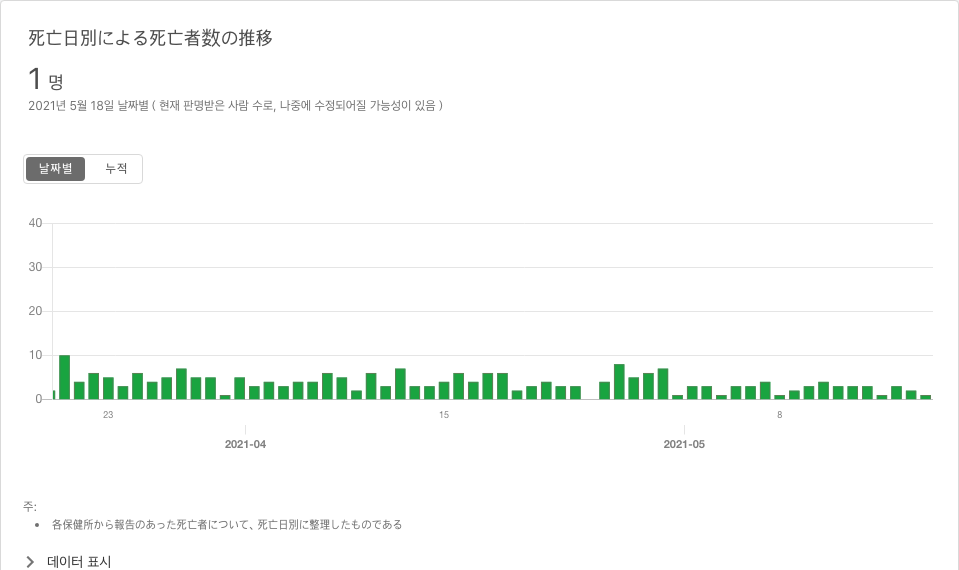 死亡日別による死亡者数の推移
1 명
2021년 5월 18일 날짜별 ( 현재 판명받은 사람 수로, 나중에 수정되어질 가능성이 있음 )
날짜별 누적
40
30
20
10
0
23 15 8
2021-04 2021-05
주:
• 各保健所から報告のあった死亡者について、死亡日別に整理したものである
데이터 표시